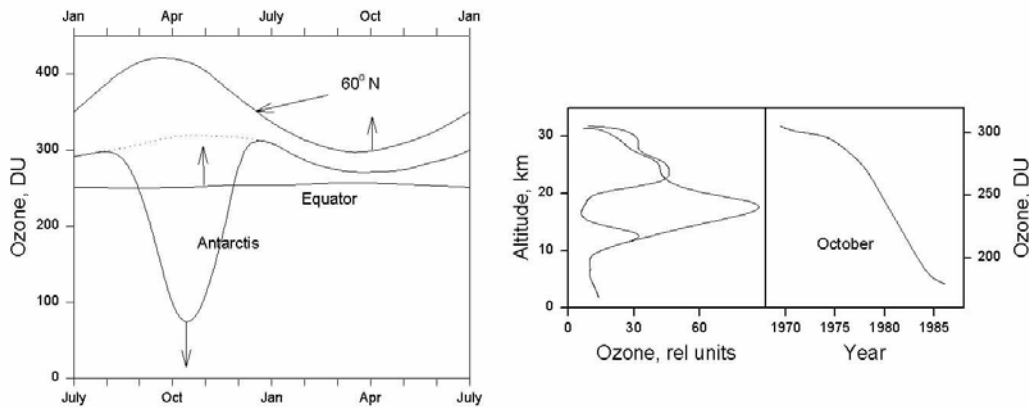 Jan Apr July Oct Jan
400
300
200
100
0
Ozone, DU
60⁰ N
Equator
Antarctis
July Oct Jan Apr July
30
20
10
0
Altitude, km
0 30 60
Ozone, rel units
October
1970 1975 1980 1985
Year
300
250
200
Ozone, DU